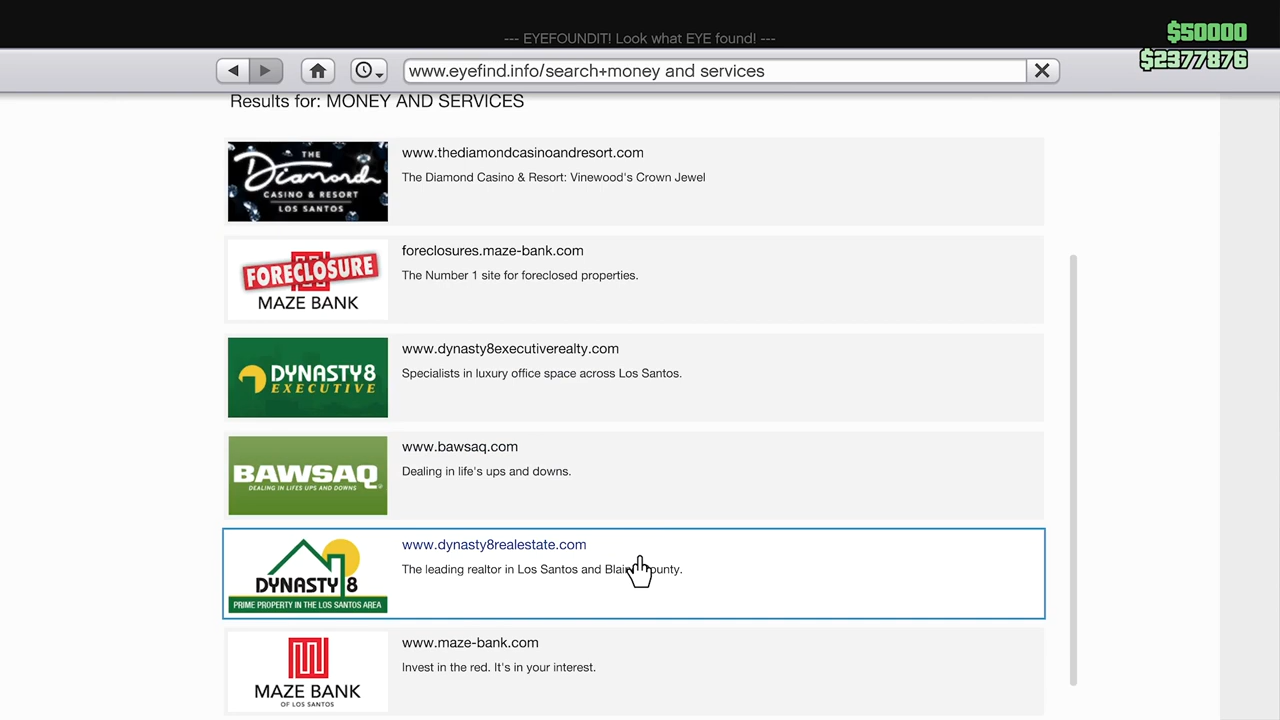 --- EYEFOUNDIT! Look what EYE found! ---
$50000
$2377876
www.eyefind.info/search+money and services
Results for: MONEY AND SERVICES
THE
Diamond
CASINO & RESORT
LOS SANTOS
www.thediamondcasinoandresort.com
The Diamond Casino & Resort: Vinewood's Crown Jewel
FORECLOSURE
MAZE BANK
foreclosures.maze-bank.com
The Number 1 site for foreclosed properties.
DYNASTY 8
EXECUTIVE
www.dynasty8executiverealty.com
Specialists in luxury office space across Los Santos.
BAWSAQ
DEALING IN LIFES UPS AND DOWNS
www.bawsaq.com
Dealing in life's ups and downs.
DYNASTY 8
PRIME PROPERTY IN THE LOS SANTOS AREA
www.dynasty8realestate.com
The leading realtor in Los Santos and
MAZE BANK
OF LOS SANTOS
www.maze-bank.com
Invest in the red. It's in your interest.